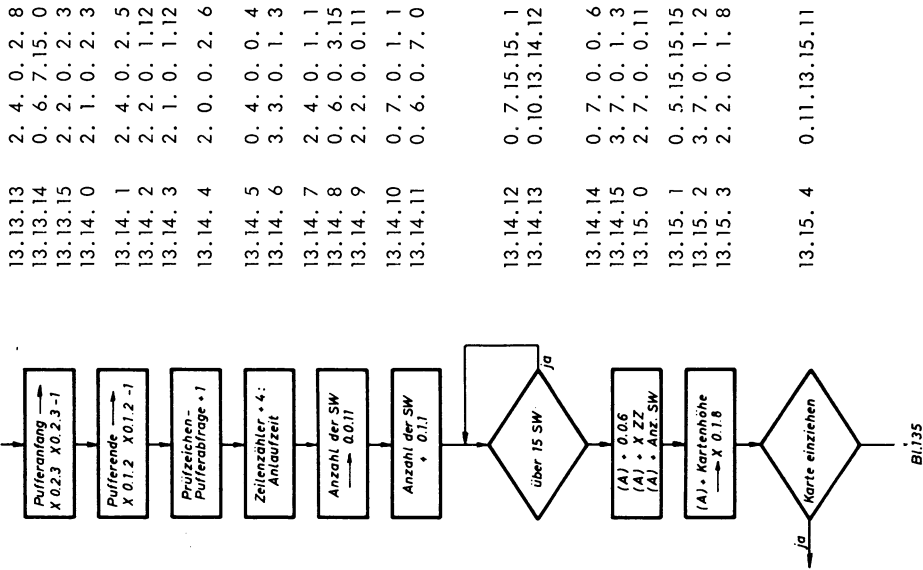 Pufferanfang →
X 0.2.3 X 0.2.3 -1
Pufferende →
X 0.1.2 X 0.1.2 -1
Prüfzeichen-
Pufferabfrage + 1
Zeilenzähler + 4:
Anlaufzeit
Anzahl der SW
→ 0.0.11
Anzahl der SW
+ 0.1.1
über 15 SW
ja
(A) + 0.0.6
(A) + X ZZ
(A) + Anz. SW
(A) + Kartenhöhe
→ X 0.1.8
Karte einziehen
ja
Bl.135
13.13.13 2. 4. 0. 2. 8
13.13.14 0. 6. 7.15. 0
13.13.15 2. 2. 0. 2. 3
13.14. 0 2. 1. 0. 2. 3
13.14. 1 2. 4. 0. 2. 5
13.14. 2 2. 2. 0. 1.12
13.14. 3 2. 1. 0. 1.12
13.14. 4 2. 0. 0. 2. 6
13.14. 5 0. 4. 0. 0. 4
13.14. 6 3. 3. 0. 1. 3
13.14. 7 2. 4. 0. 1. 1
13.14. 8 0. 6. 0. 3.15
13.14. 9 2. 2. 0. 0.11
13.14.10 0. 7. 0. 1. 1
13.14.11 0. 6. 0. 7. 0
13.14.12 0. 7.15.15. 1
13.14.13 0.10.13.14.12
13.14.14 0. 7. 0. 0. 6
13.14.15 3. 7. 0. 1. 3
13.15. 0 2. 7. 0. 0.11
13.15. 1 0. 5.15.15.15
13.15. 2 3. 7. 0. 1. 2
13.15. 3 2. 2. 0. 1. 8
13.15. 4 0.11.13.15.11